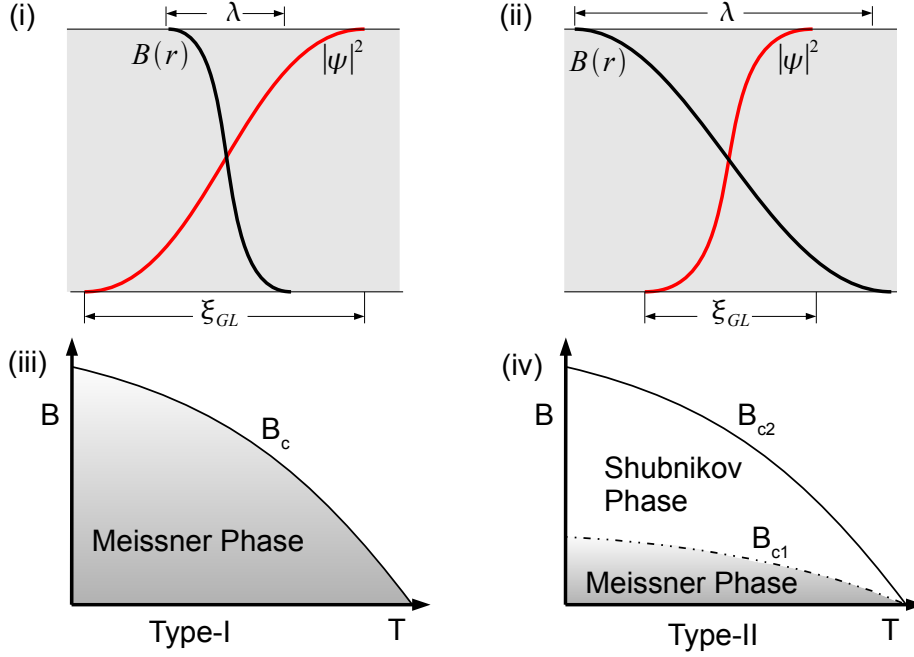 (i)
λ
B(r)
|ψ|²
ξGL
(ii)
λ
B(r)
|ψ|²
ξGL
(iii)
B
Bc
Meissner Phase
Type-I
T
(iv)
B
Bc2
Shubnikov
Phase
Bc1
Meissner Phase
Type-II
T